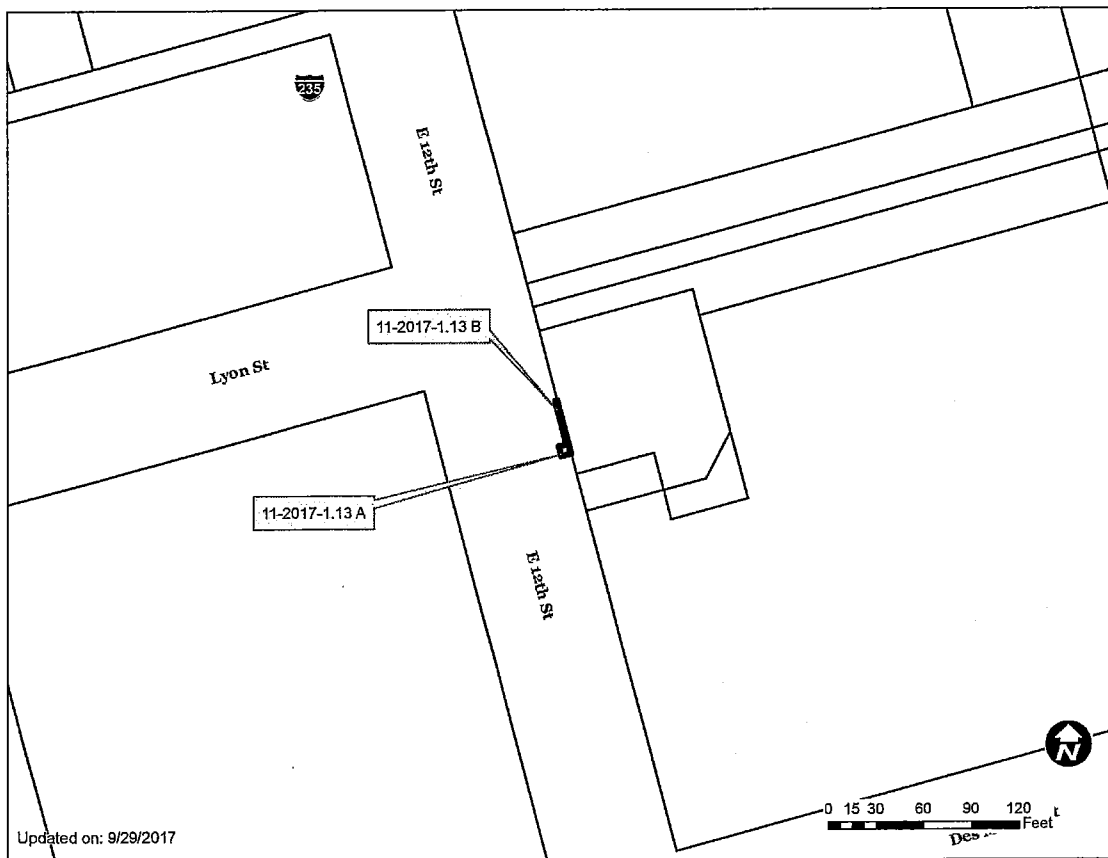 235
E 12th St
11-2017-1.13 B
Lyon St
11-2017-1.13 A
E 12th St
N
0 15 30 60 90 120
Feet
Updated on: 9/29/2017